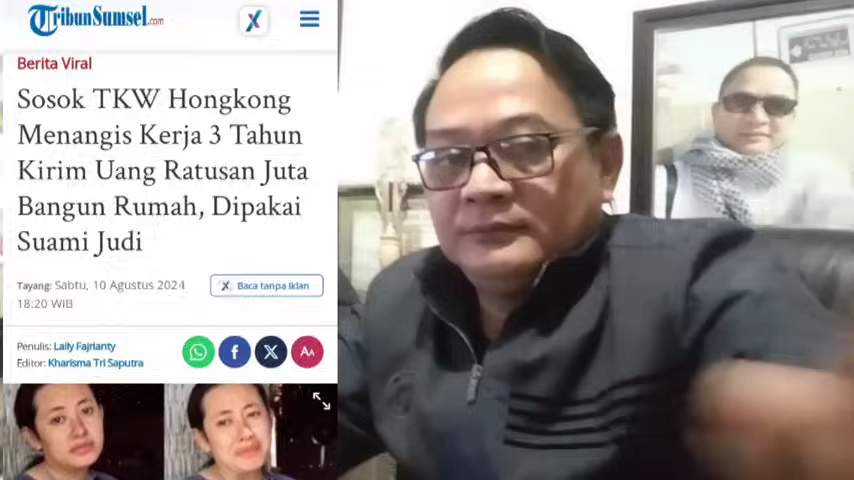 TribunSumsel.com
Berita Viral
Sosok TKW Hongkong
Menangis Kerja 3 Tahun
Kirim Uang Ratusan Juta
Bangun Rumah, Dipakai
Suami Judi
Tayang: Sabtu, 10 Agustus 2024
18:20 WIB
X Baca tanpa iklan
Penulis: Laily Fajrianty
Editor: Kharisma Tri Saputra
AA